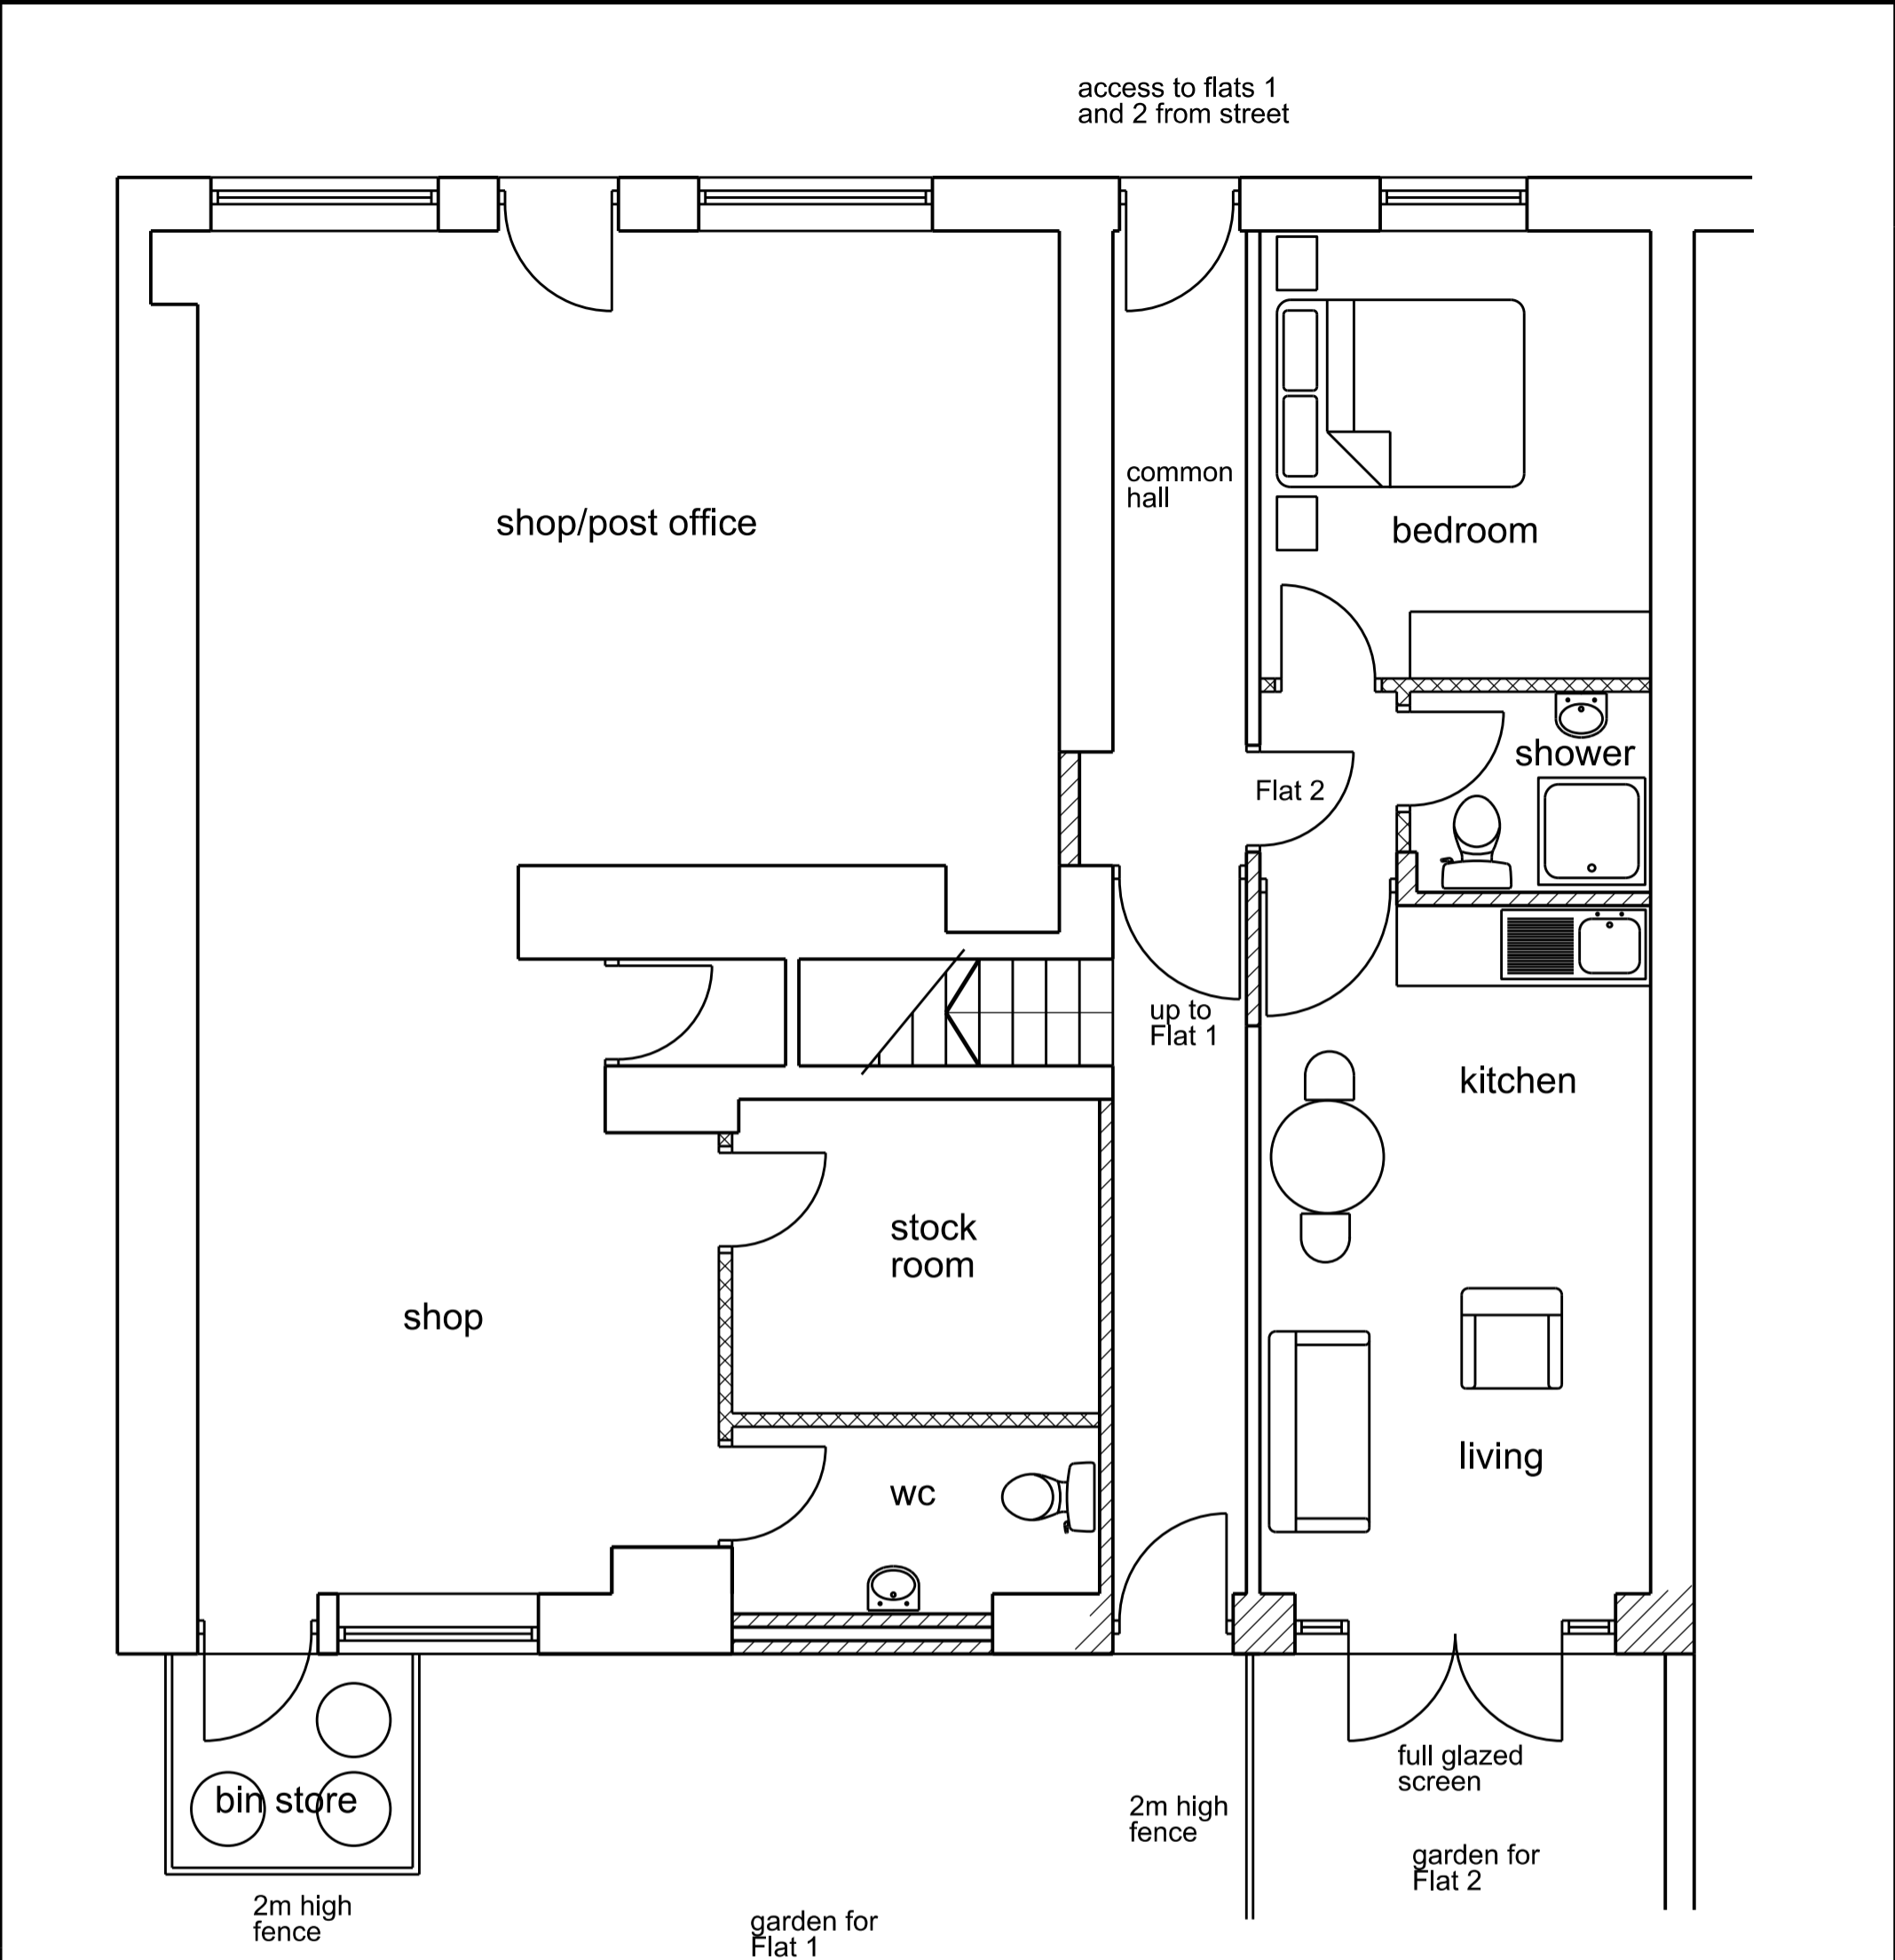 access to flats 1
and 2 from street
common
hall
shop/post office
bedroom
shower
Flat 2
up to
Flat 1
kitchen
stock
room
shop
living
wc
full glazed
screen
bin store
2m high
fence
garden for
Flat 2
2m high
fence
garden for
Flat 1